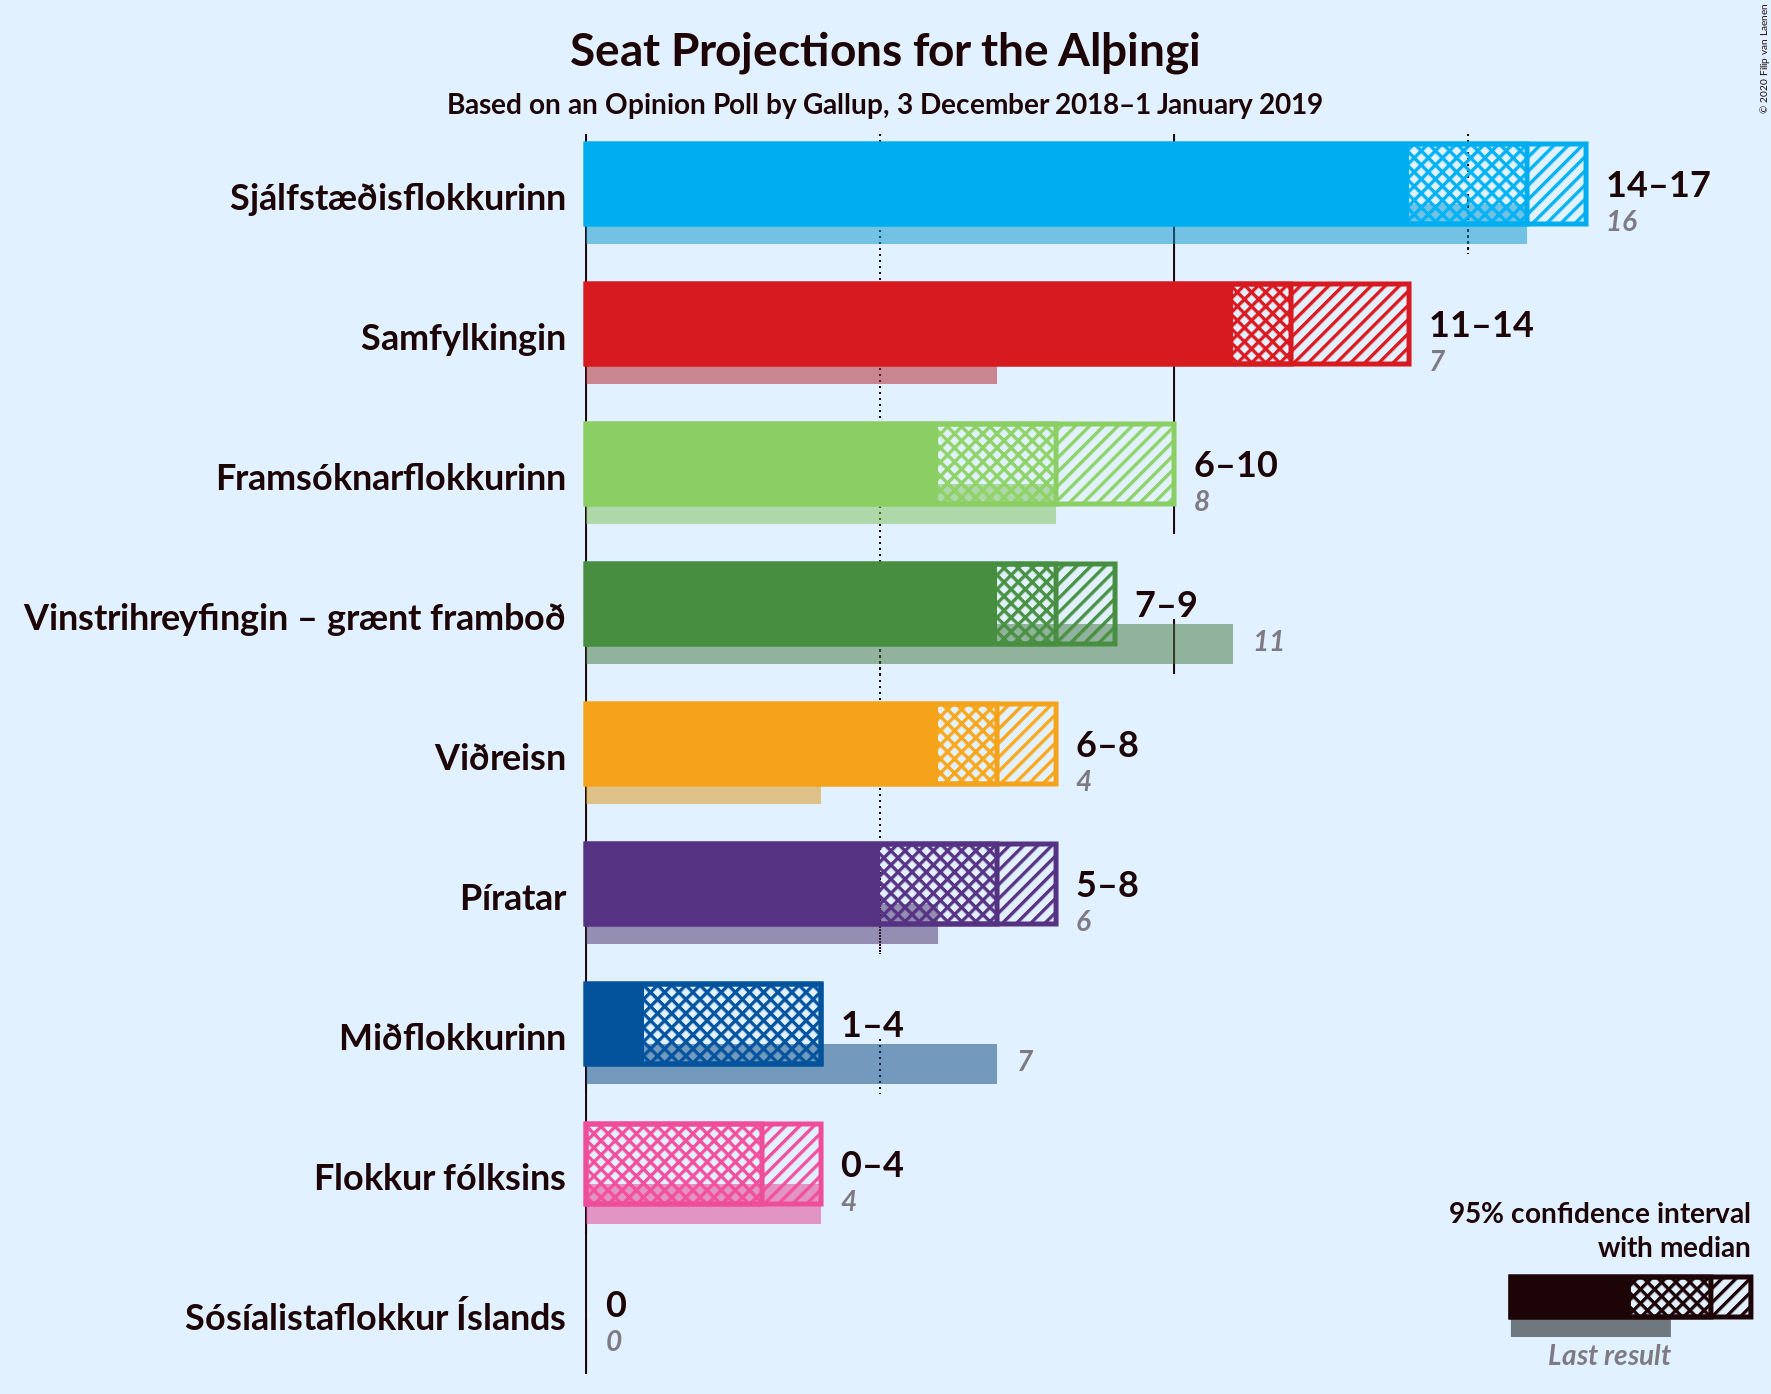 Seat Projections for the Alþingi
Based on an Opinion Poll by Gallup, 3 December 2018–1 January 2019
© 2020 Filip van Laenen
Sjálfstæðisflokkurinn
14–17
16
Samfylkingin
11–14
7
Framsóknarflokkurinn
6–10
8
Vinstrihreyfingin – grænt framboð
7–9
11
Viðreisn
6–8
4
Píratar
5–8
6
Miðflokkurinn
1–4
7
Flokkur fólksins
0–4
4
Sósíalistaflokkur Íslands
0
0
95% confidence interval
with median
Last result